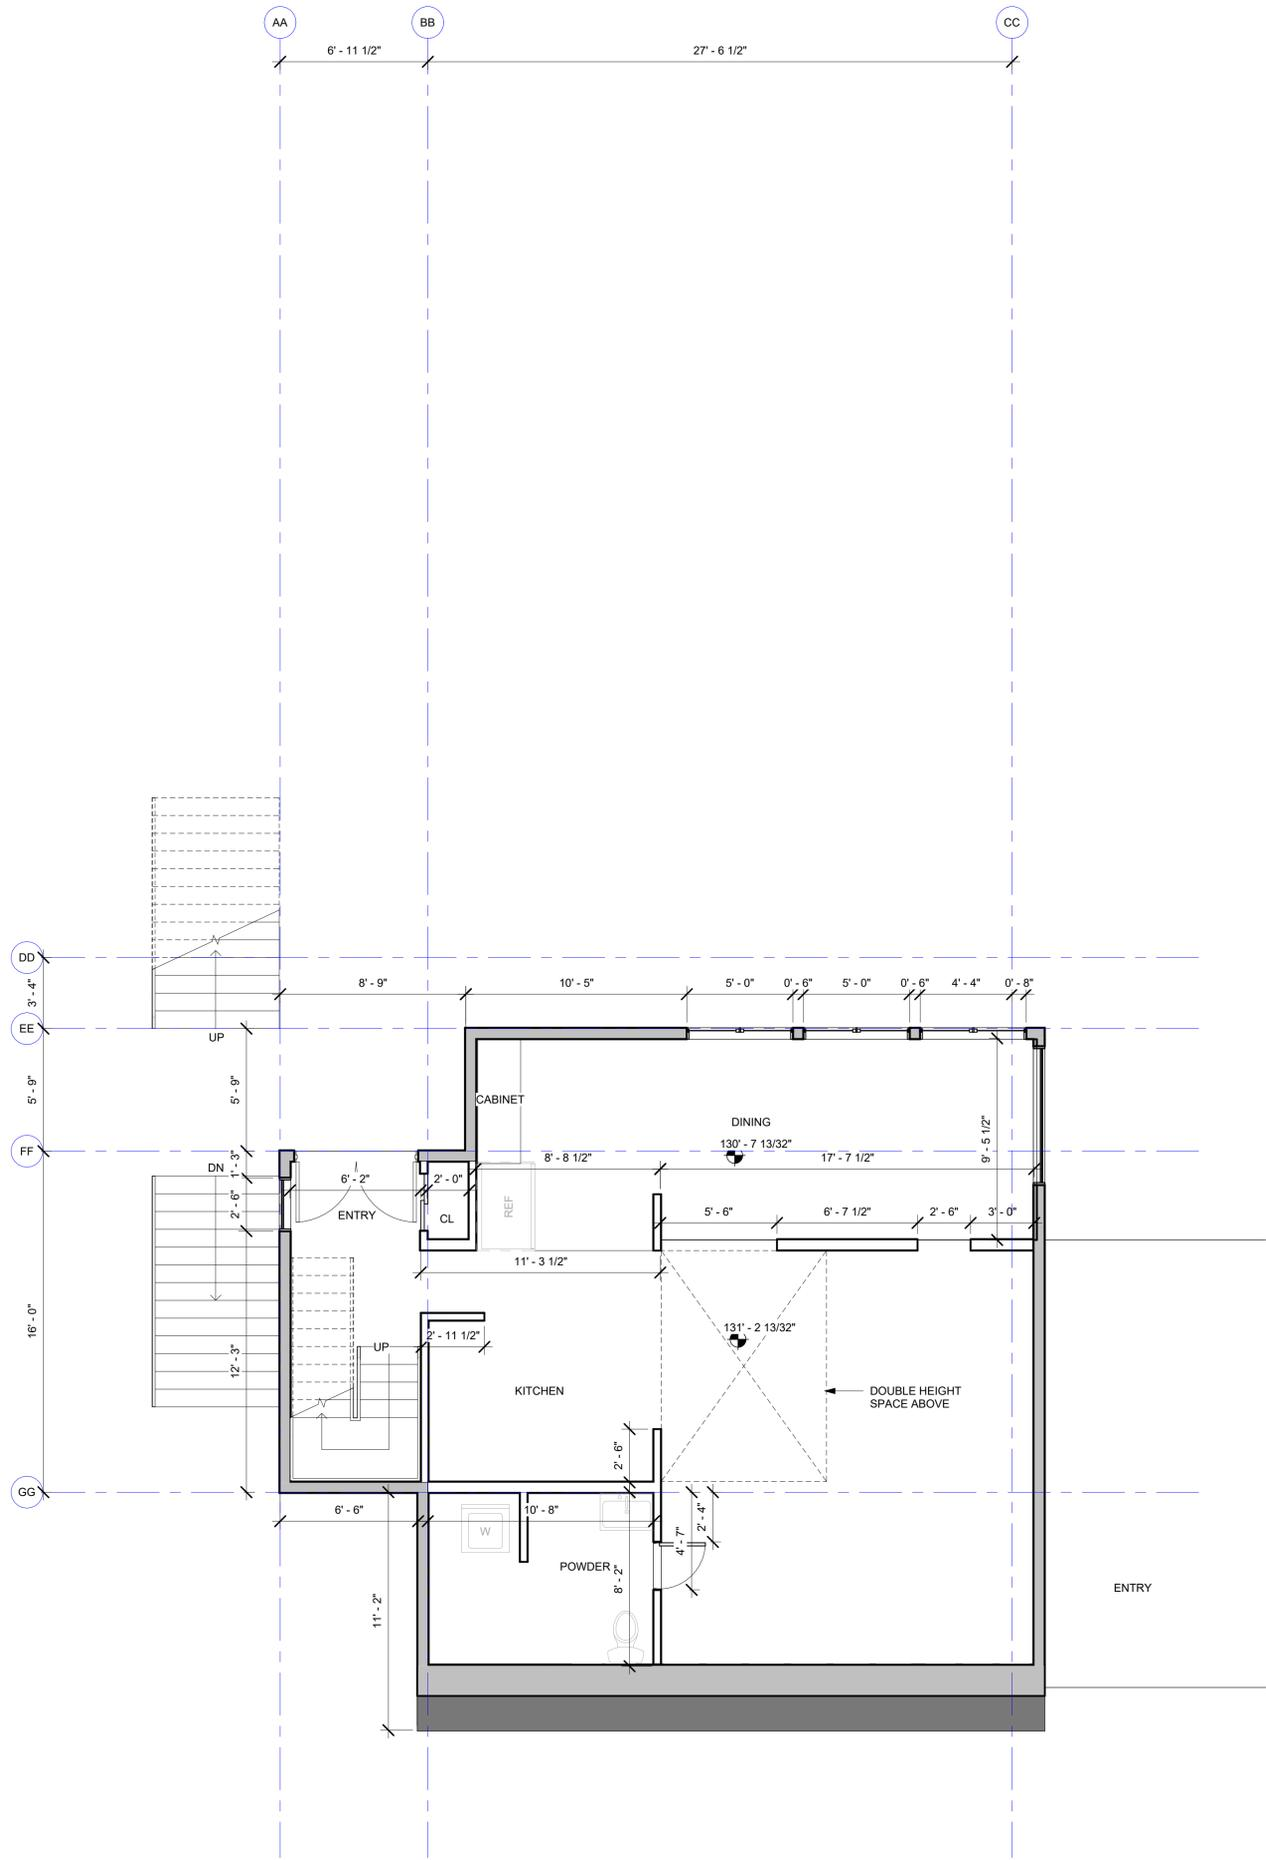 AA
BB
CC
6' - 11 1/2"
27' - 6 1/2"
DD
3' - 4"
8' - 9"
10' - 5"
5' - 0"
0' - 6"
5' - 0"
0' - 6"
4' - 4"
0' - 8"
EE
UP
5' - 9"
5' - 9"
CABINET
DINING
130' - 7 13/32"
9' - 5 1/2"
FF
8' - 8 1/2"
17' - 7 1/2"
DN
1' - 3"
6' - 2"
2' - 0"
2' - 6"
ENTRY
CL
REF
5' - 6"
6' - 7 1/2"
2' - 6"
3' - 0"
11' - 3 1/2"
16' - 0"
131' - 2 13/32"
2' - 11 1/2"
UP
12' - 3"
KITCHEN
DOUBLE HEIGHT
SPACE ABOVE
2' - 6"
GG
6' - 6"
10' - 8"
2' - 4"
W
4' - 7"
POWDER
8' - 2"
ENTRY
11' - 2"